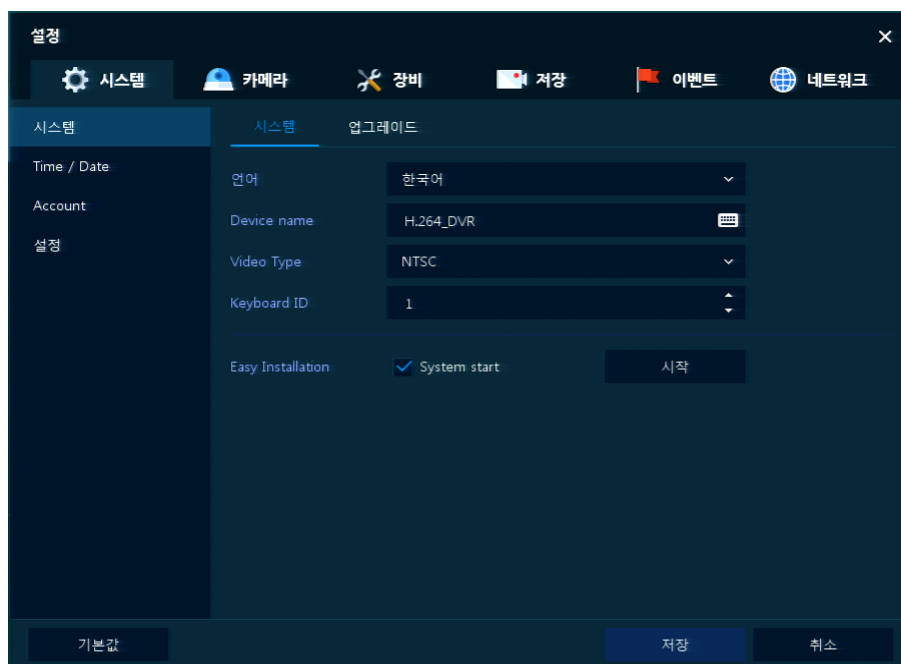 설정
시스템 카메라 장비 저장 이벤트 네트워크
시스템
Time / Date
Account
설정
시스템 업그레이드
언어 한국어
Device name H.264_DVR
Video Type NTSC
Keyboard ID 1
Easy Installation System start 시작
기본값 저장 취소